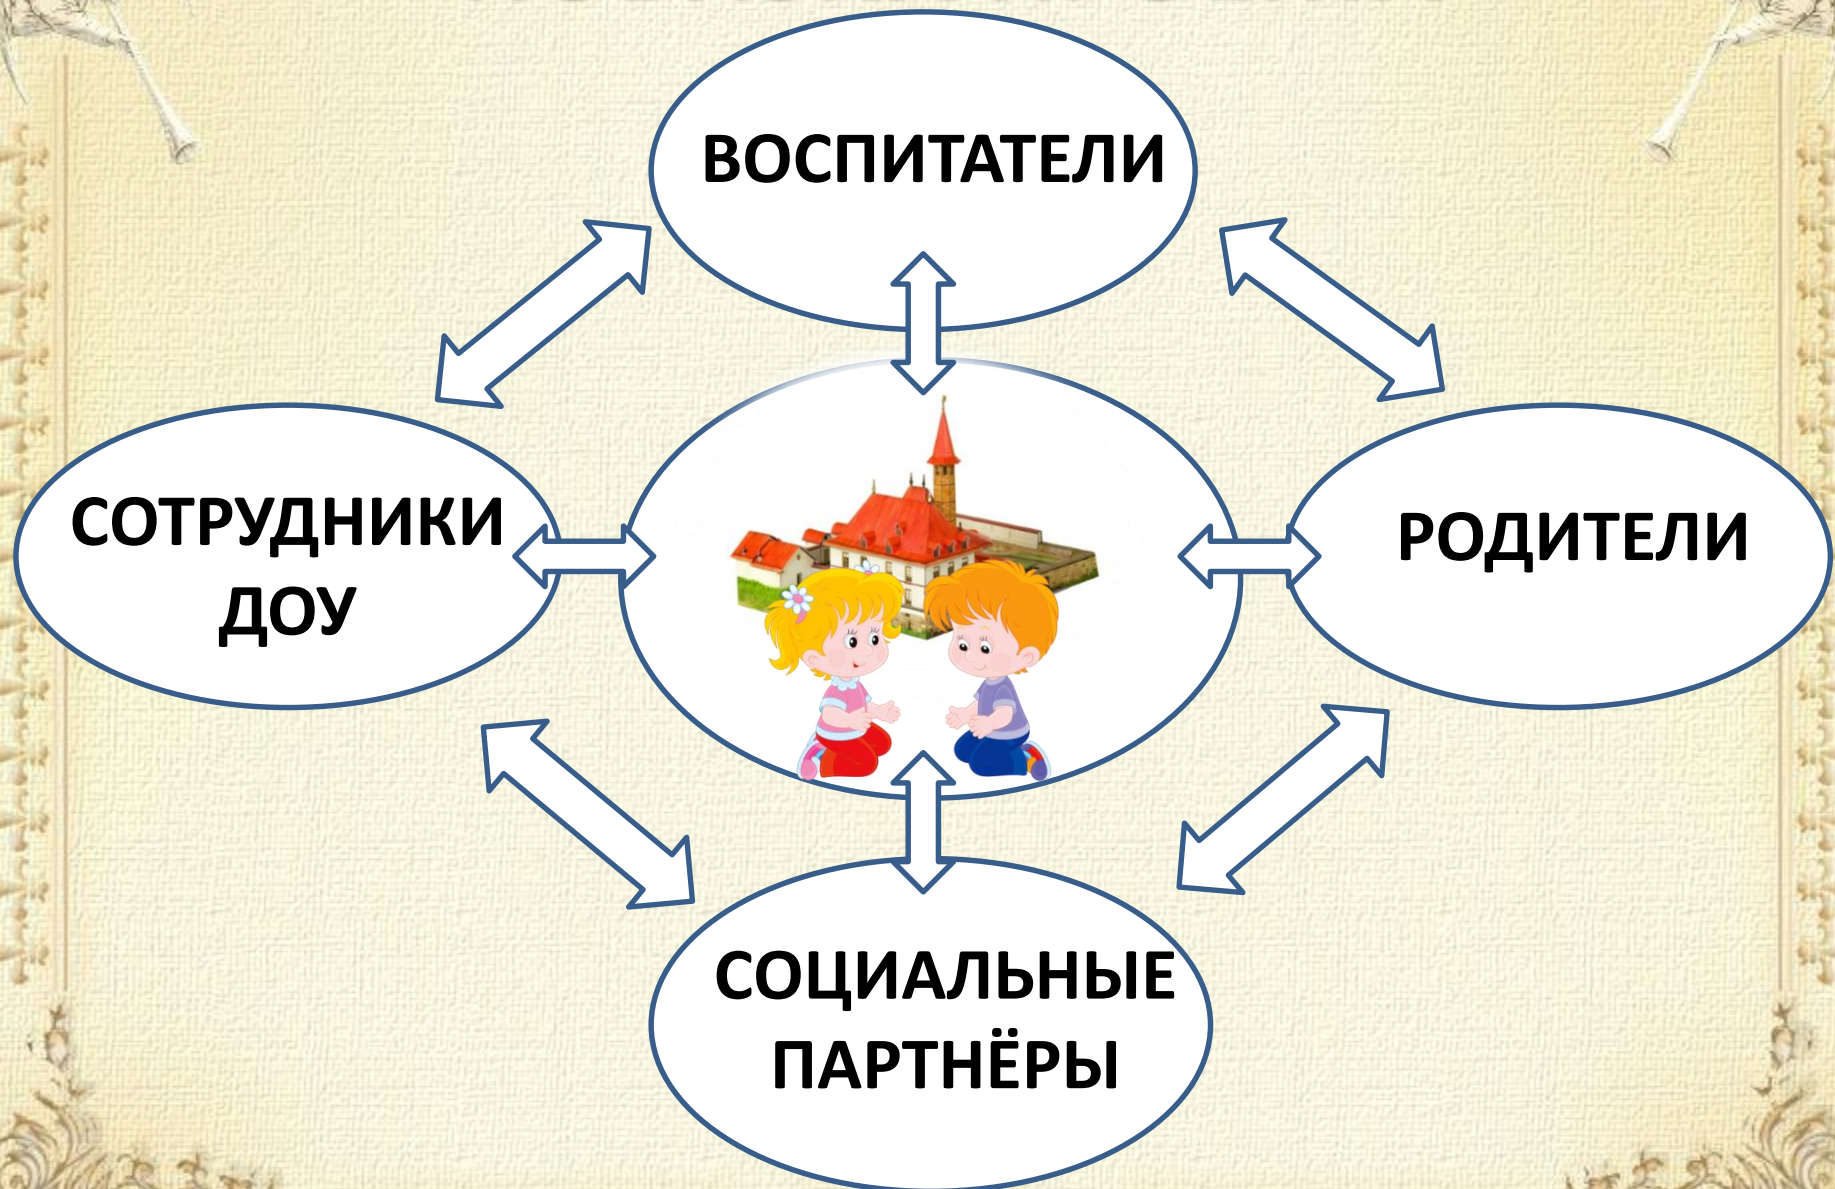 ВОСПИТАТЕЛИ
СОТРУДНИКИ
ДОУ
РОДИТЕЛИ
СОЦИАЛЬНЫЕ
ПАРТНЁРЫ